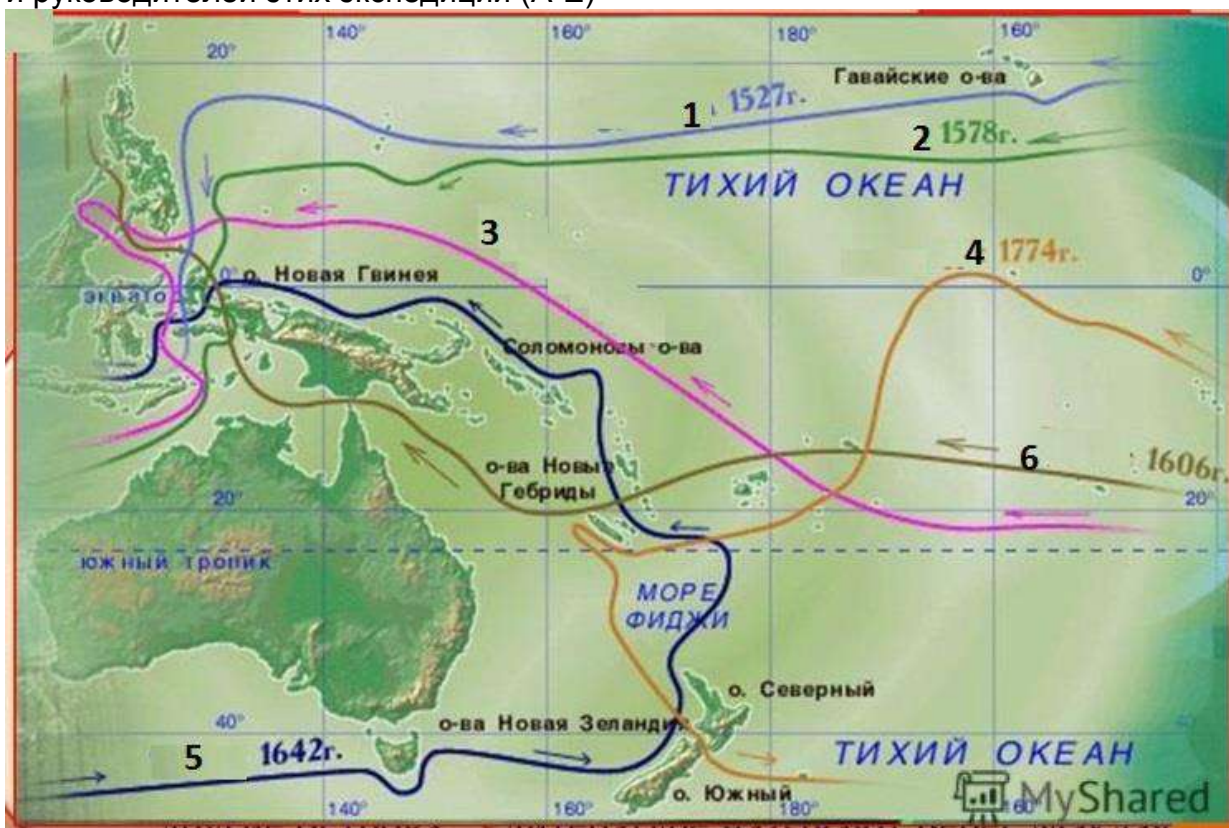 и руководителей этих экспедиций (А-Е)
140° 160° 180° 160°
20°
Гавайские о-ва
1 1527г.
2 1578г.
ТИХИЙ ОКЕАН
3
4 1774г.
0° о. Новая Гвинея 0°
эквато
Соломоновы о-ва
о-ва Новые
Гебриды
6
1606г
20° 20°
южный тропик
МОРЕ
ФИДЖИ
о. Северный
40° о-ва Новая Зеландия 40
5 1642г.
ТИХИЙ ОКЕАН
о. Южный
140° 180° 160°
MyShared